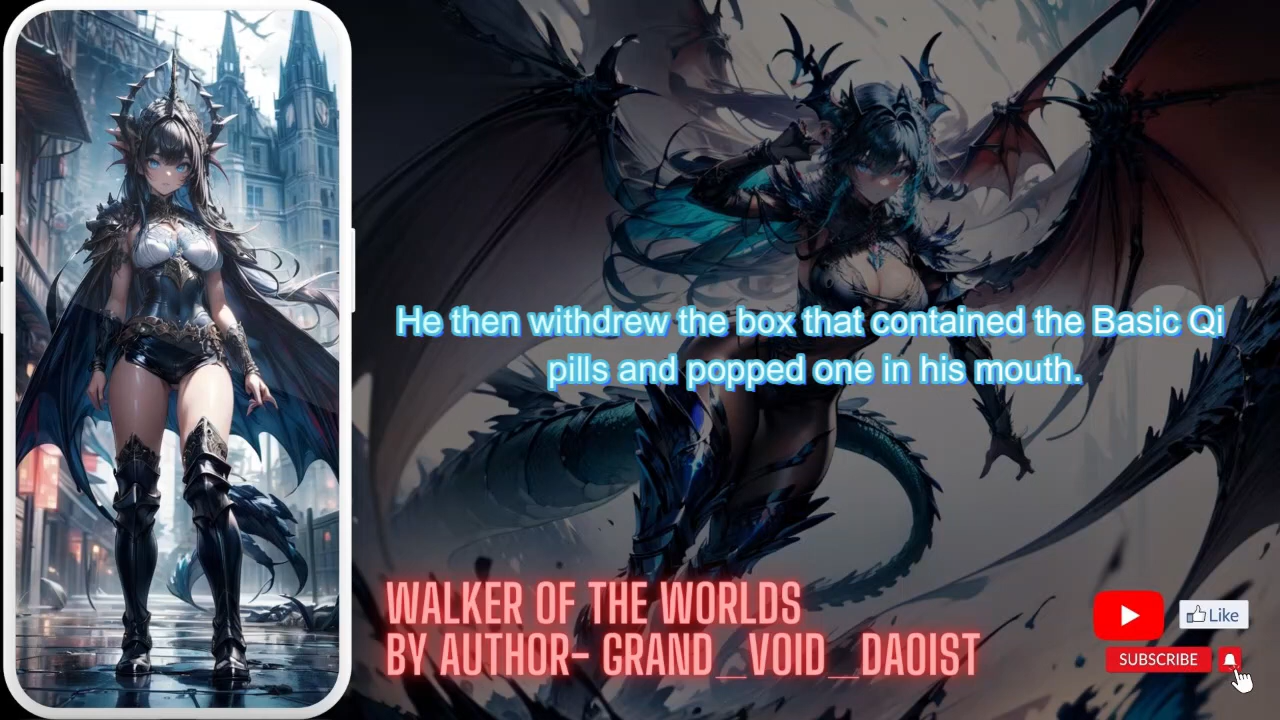 He then withdrew the box that contained the Basic Qi
pills and popped one in his mouth.
WALKER OF THE WORLDS
BY AUTHOR- GRAND_VOID_DAOIST
Like
SUBSCRIBE